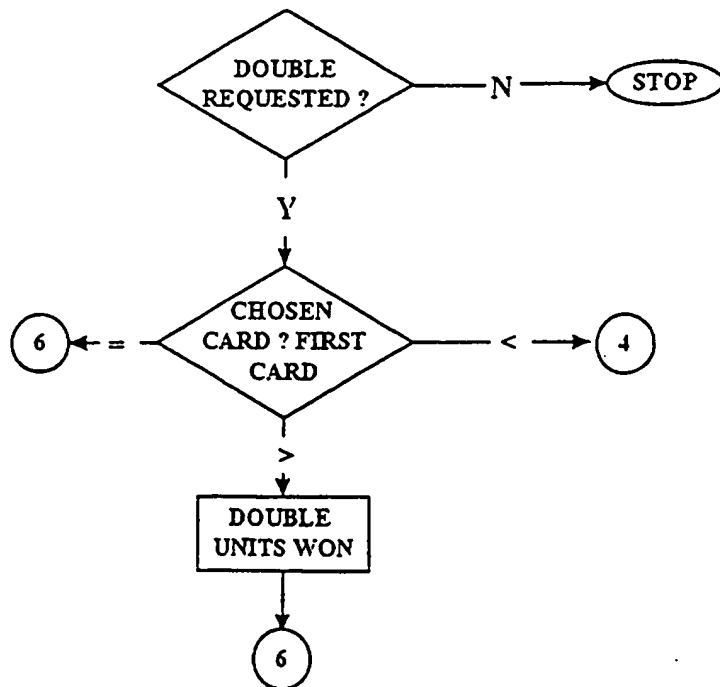 DOUBLE
REQUESTED ?
N
STOP
Y
CHOSEN
CARD ? FIRST
CARD
6
=
<
4
>
DOUBLE
UNITS WON
6